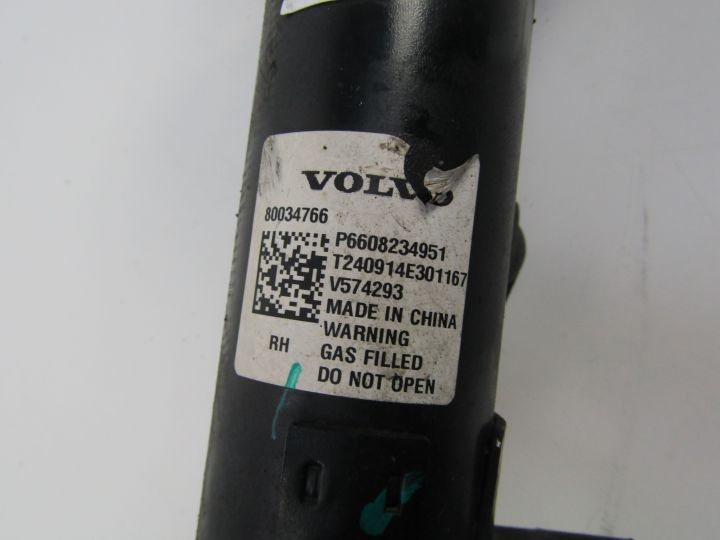 VOLVO
80034766
P6608234951
T240914E301167
V574293
MADE IN CHINA
WARNING
RH
GAS FILLED
DO NOT OPEN